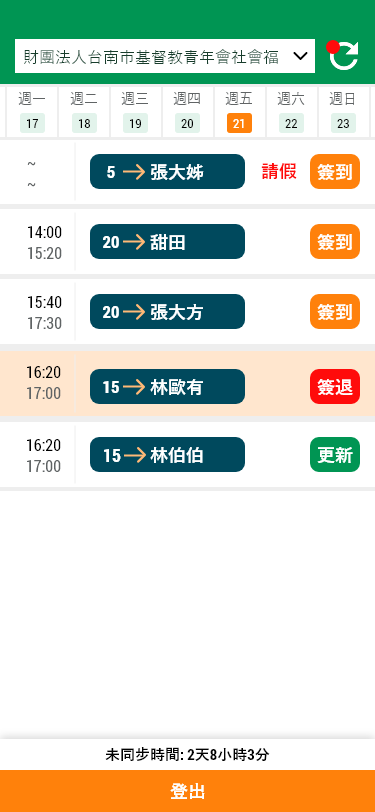 財團法人台南市基督教青年會社會福
週一 週二 週三 週四 週五 週六 週日
17 18 19 20 21 22 23
~ 5 → 張大姊 請假 簽到
~
14:00 20 → 甜田 簽到
15:20
15:40 20 → 張大方 簽到
17:30
16:20 15 → 林歐有 簽退
17:00
16:20 15 → 林伯伯 更新
17:00
未同步時間: 2天8小時3分
登出